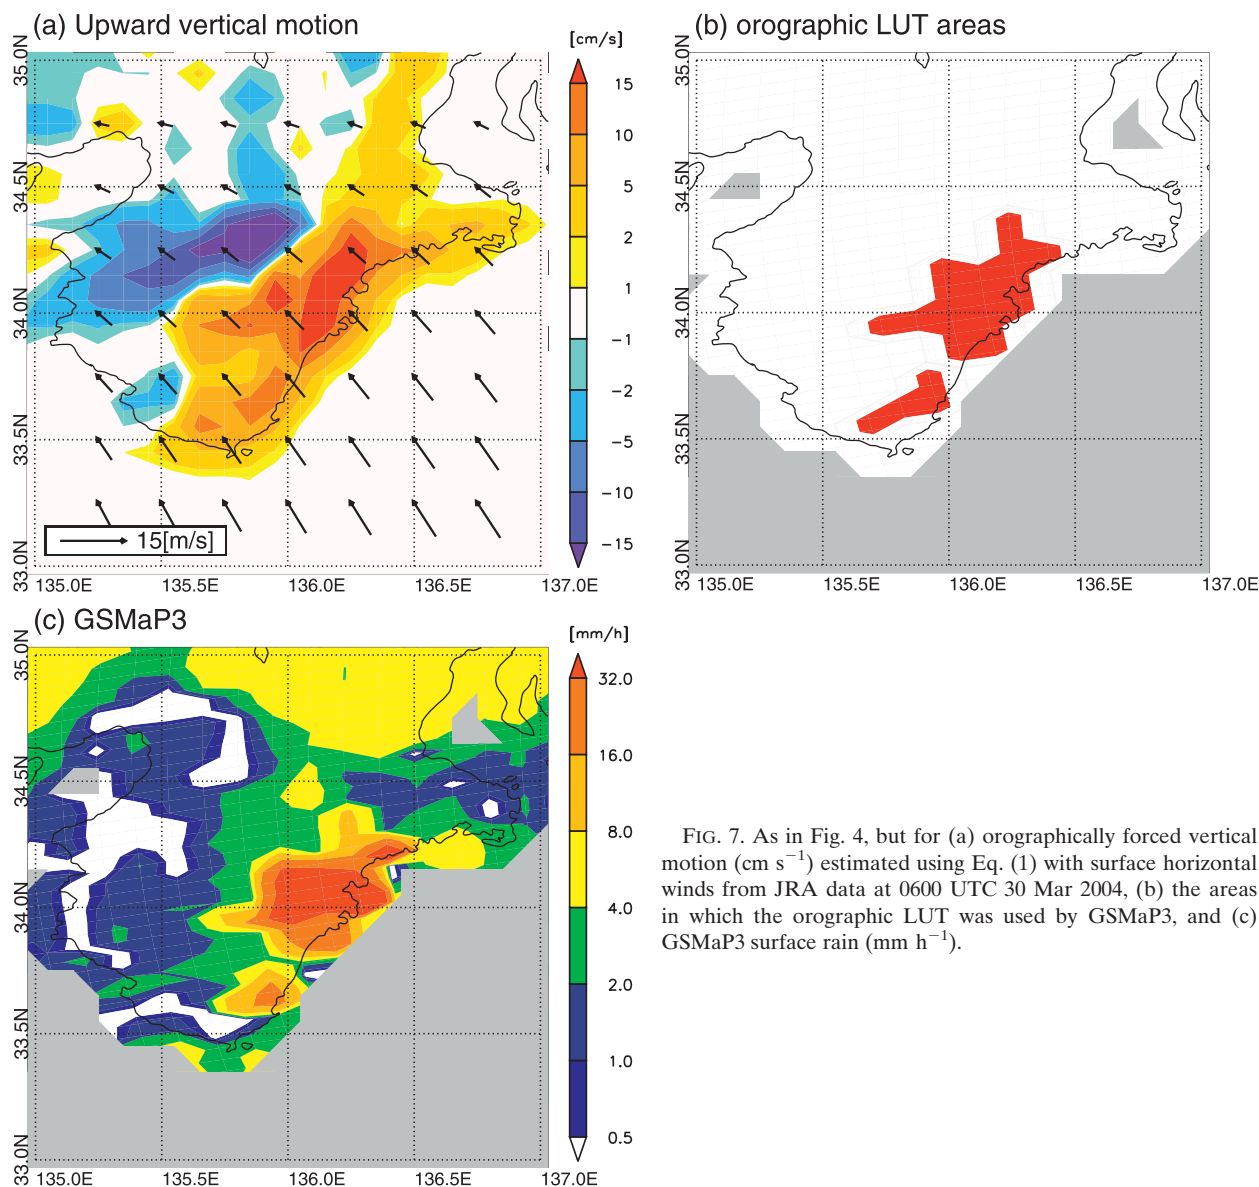 (a) Upward vertical motion
[cm/s]
15
10
5
2
1
−1
−2
−5
−10
−15
35.0N
34.5N
34.0N
33.5N
33.0N
15[m/s]
135.0E 135.5E 136.0E 136.5E 137.0E
(b) orographic LUT areas
35.0N
34.5N
34.0N
33.5N
33.0N
135.0E 135.5E 136.0E 136.5E 137.0E
(c) GSMaP3
[mm/h]
32.0
16.0
8.0
4.0
2.0
1.0
0.5
35.0N
34.5N
34.0N
33.5N
33.0N
135.0E 135.5E 136.0E 136.5E 137.0E
FIG. 7. As in Fig. 4, but for (a) orographically forced vertical
motion (cm s−1) estimated using Eq. (1) with surface horizontal
winds from JRA data at 0600 UTC 30 Mar 2004, (b) the areas
in which the orographic LUT was used by GSMaP3, and (c)
GSMaP3 surface rain (mm h−1).